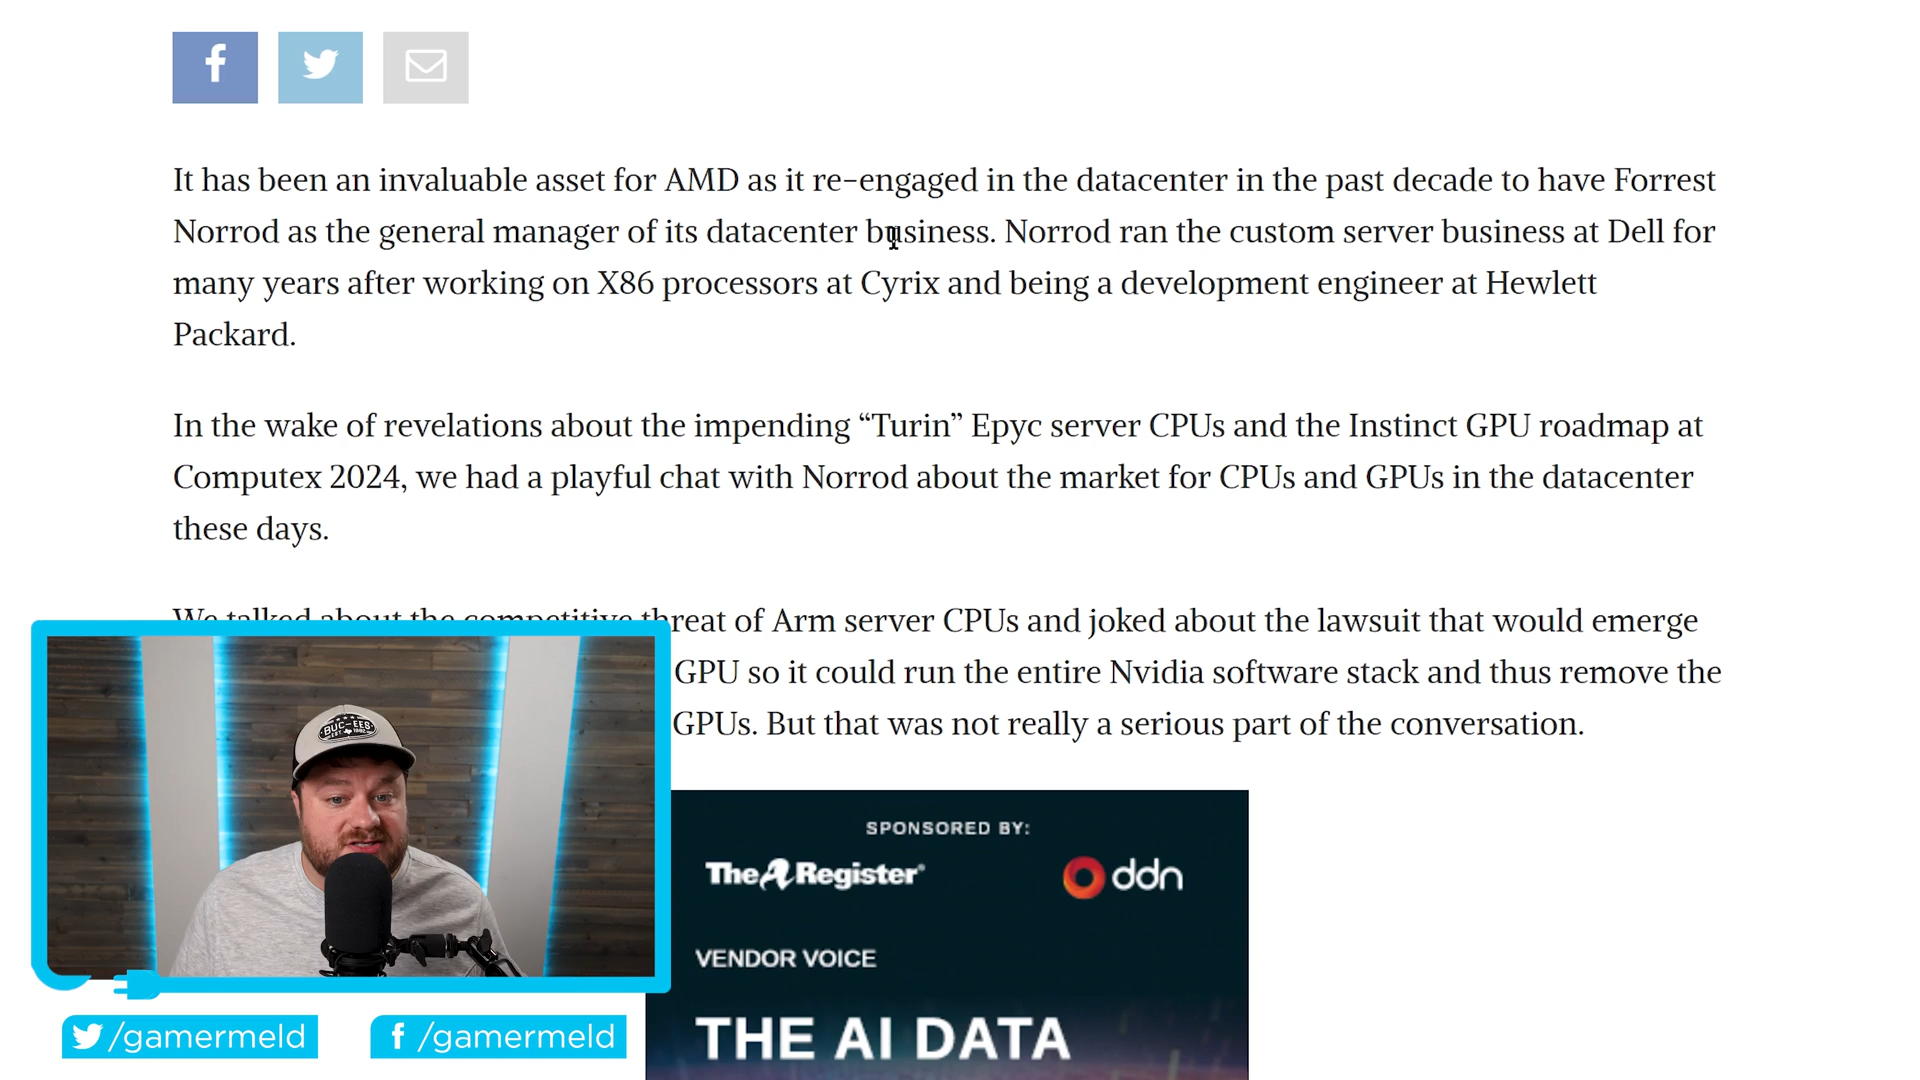 It has been an invaluable asset for AMD as it re-engaged in the datacenter in the past decade to have Forrest
Norrod as the general manager of its datacenter business. Norrod ran the custom server business at Dell for
many years after working on X86 processors at Cyrix and being a development engineer at Hewlett
Packard.
In the wake of revelations about the impending “Turin” Epyc server CPUs and the Instinct GPU roadmap at
Computex 2024, we had a playful chat with Norrod about the market for CPUs and GPUs in the datacenter
these days.
We talked about the competitive threat of Arm server CPUs and joked about the lawsuit that would emerge
GPU so it could run the entire Nvidia software stack and thus remove the
GPUs. But that was not really a serious part of the conversation.
BUC-EE'S
SPONSORED BY:
The Register ddn
VENDOR VOICE
THE AI DATA
/gamermeld /gamermeld